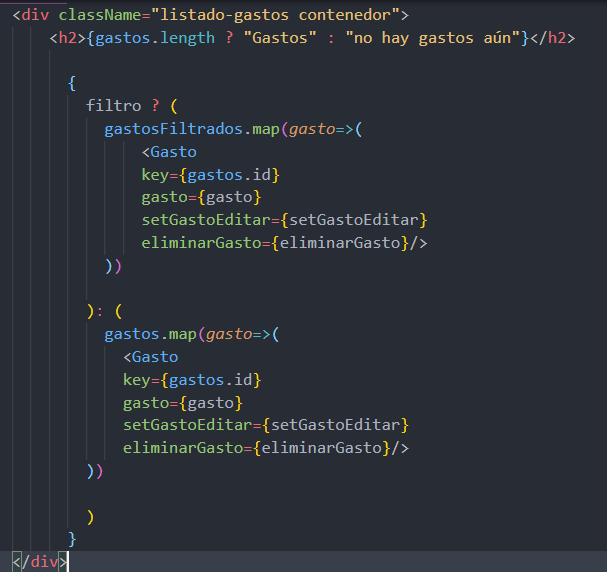 <div className="listado-gastos contenedor">
<h2>{gastos.length ? "Gastos" : "no hay gastos aún"}</h2>
{
filtro ? (
gastosFiltrados.map(gasto=>(
<Gasto
key={gastos.id}
gasto={gasto}
setGastoEditar={setGastoEditar}
eliminarGasto={eliminarGasto}/>
))
): (
gastos.map(gasto=>(
<Gasto
key={gastos.id}
gasto={gasto}
setGastoEditar={setGastoEditar}
eliminarGasto={eliminarGasto}/>
))
)
}
</div>